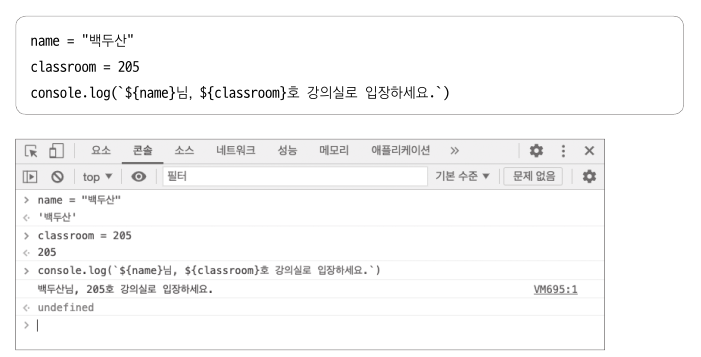 name = "백두산"
classroom = 205
console.log(`${name}님, ${classroom}호 강의실로 입장하세요.`)
요소 콘솔 소스 네트워크 성능 메모리 애플리케이션 »
top ▼ 필터 기본 수준 ▼ 문제 없음
> name = "백두산"
<· '백두산'
> classroom = 205
<· 205
> console.log(`${name}님, ${classroom}호 강의실로 입장하세요.`)
백두산님, 205호 강의실로 입장하세요. VM695:1
<· undefined
>